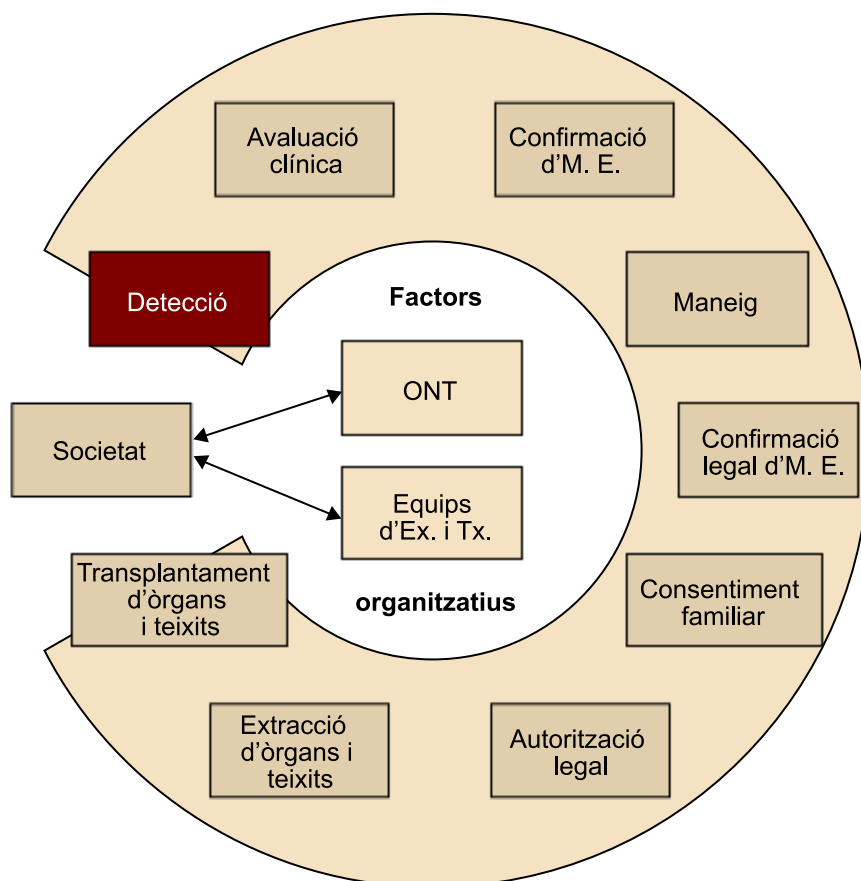 Avaluació
clínica
Confirmació
d'M. E.
Detecció
Factors
Maneig
ONT
Societat
Confirmació
legal d'M. E.
Equips
d'Ex. i Tx.
Transplantament
d'òrgans
i teixits
organitzatius
Consentiment
familiar
Extracció
d'òrgans i
teixits
Autorització
legal